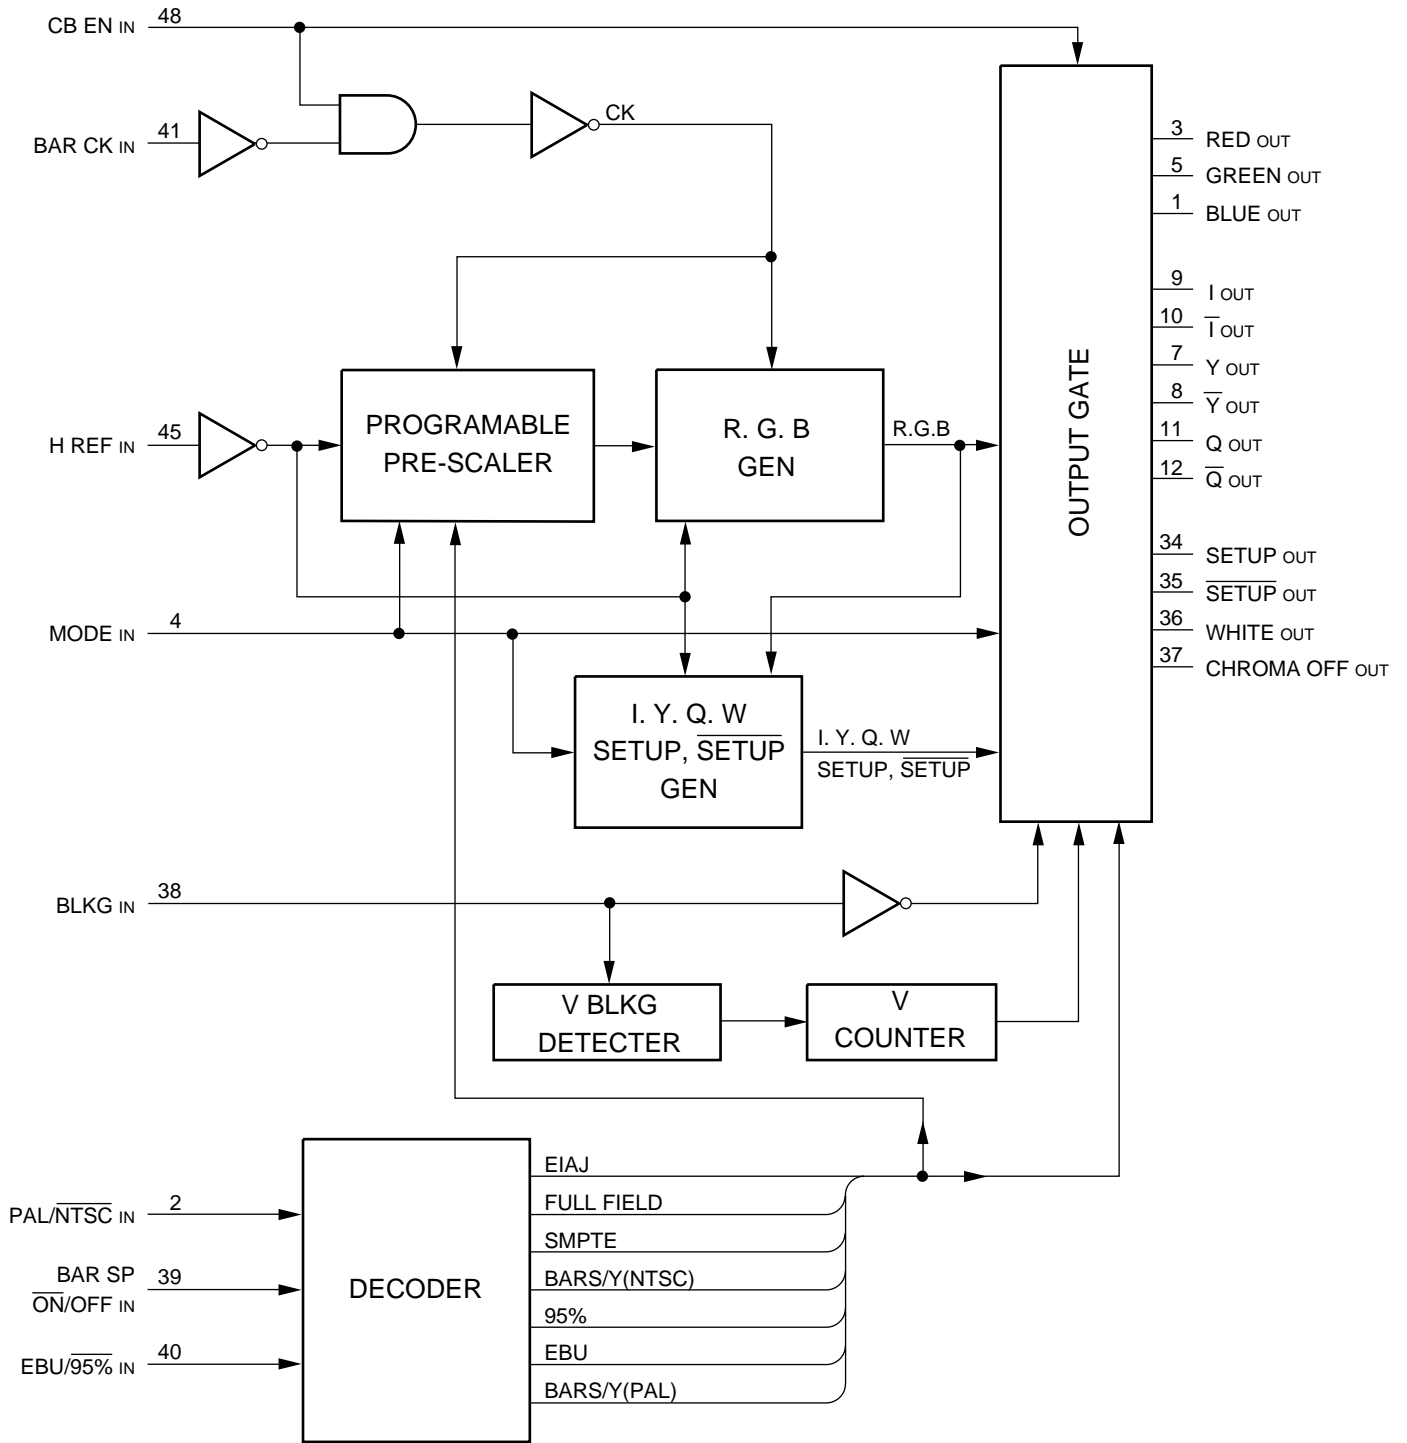 CB EN IN 48
BAR CK IN 41
CK
H REF IN 45
PROGRAMABLE
PRE-SCALER
R. G. B
GEN
R.G.B
MODE IN 4
I. Y. Q. W
SETUP, SETUP
GEN
I. Y. Q. W
SETUP, SETUP
OUTPUT GATE
3 RED OUT
5 GREEN OUT
1 BLUE OUT
9 I OUT
10 I OUT
7 Y OUT
8 Y OUT
11 Q OUT
12 Q OUT
34 SETUP OUT
35 SETUP OUT
36 WHITE OUT
37 CHROMA OFF OUT
BLKG IN 38
V BLKG
DETECTER
V
COUNTER
PAL/NTSC IN 2
BAR SP 39
ON/OFF IN
EBU/95% IN 40
DECODER
EIAJ
FULL FIELD
SMPTE
BARS/Y(NTSC)
95%
EBU
BARS/Y(PAL)